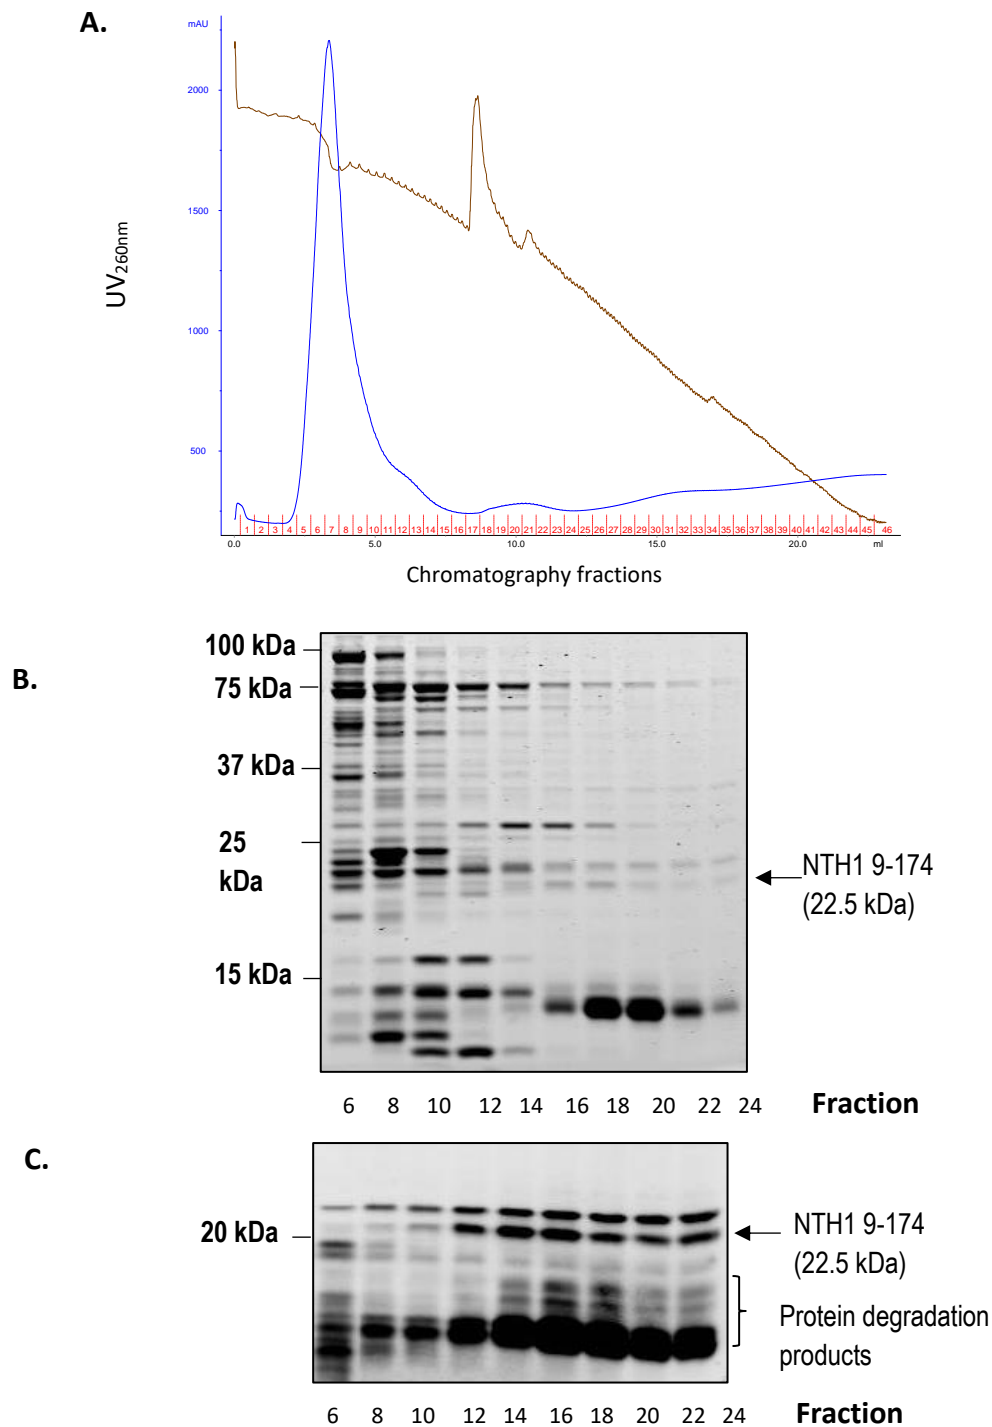 A.
mAU
2000
1500
1000
500
UV260nm
1 2 3 4 5 6 7 8 9 10 11 12 13 14 15 16 17 18 19 20 21 22 23 24 25 26 27 28 29 30 31 32 33 34 35 36 37 38 39 40 41 42 43 44 45 46
0.0 5.0 10.0 15.0 20.0 ml
Chromatography fractions
B.
100 kDa
75 kDa
37 kDa
25
kDa
15 kDa
NTH1 9-174
(22.5 kDa)
6 8 10 12 14 16 18 20 22 24 Fraction
C.
20 kDa
NTH1 9-174
(22.5 kDa)
Protein degradation
products
6 8 10 12 14 16 18 20 22 24 Fraction